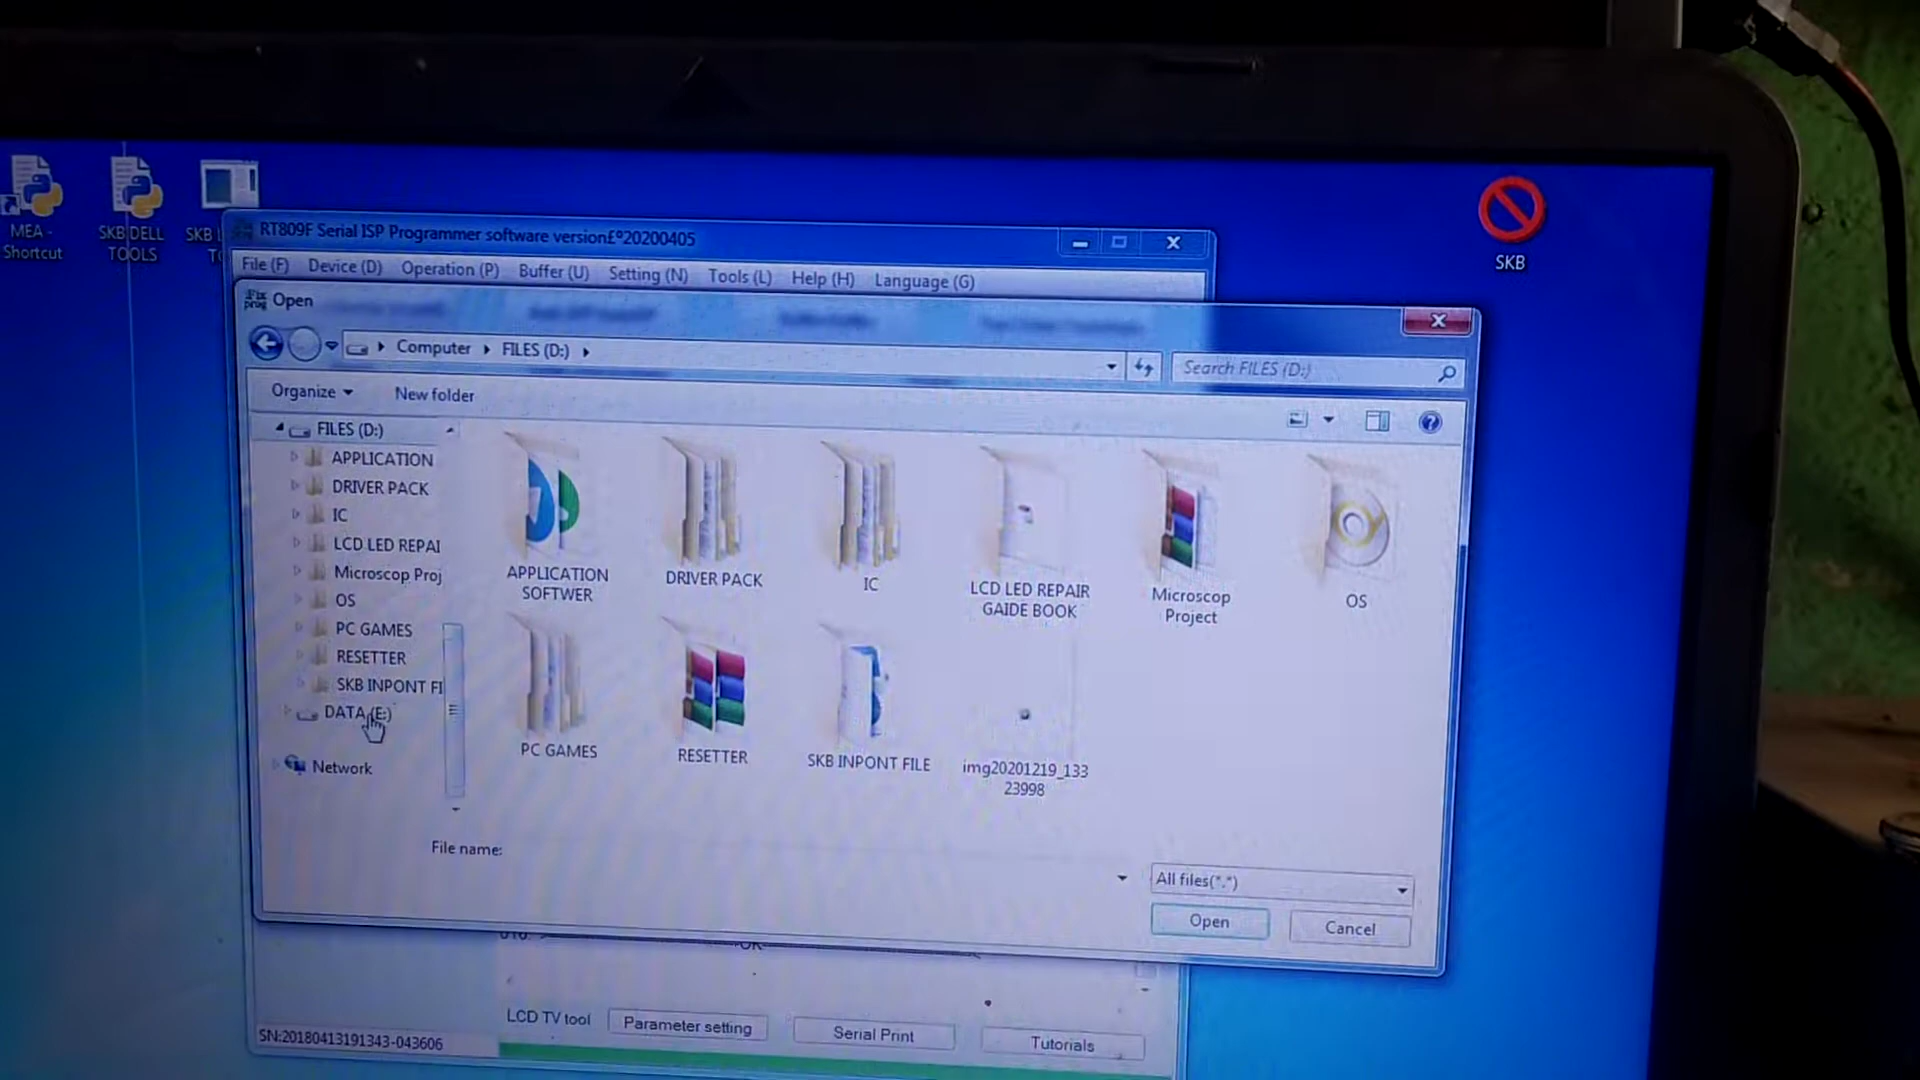 MEA -
Shortcut
SKB DELL
TOOLS
SKB
RT809F Serial ISP Programmer software version£º20200405
File (F) Device (D) Operation (P) Buffer (U) Setting (N) Tools (L) Help (H) Language (G)
SKB
Open
Computer FILES (D:)
Search FILES (D:)
Organize New folder
FILES (D:)
APPLICATION
DRIVER PACK
IC
LCD LED REPAI
Microscop Proj
OS
PC GAMES
RESETTER
SKB INPONT FI
DATA (E:)
Network
APPLICATION
SOFTWER
DRIVER PACK
IC
LCD LED REPAIR
GAIDE BOOK
Microscop
Project
OS
PC GAMES
RESETTER
SKB INPONT FILE
img20201219_133
23998
File name:
All files(*.*)
Open Cancel
LCD TV tool Parameter setting Serial Print Tutorials
SN:20180413191343-043606